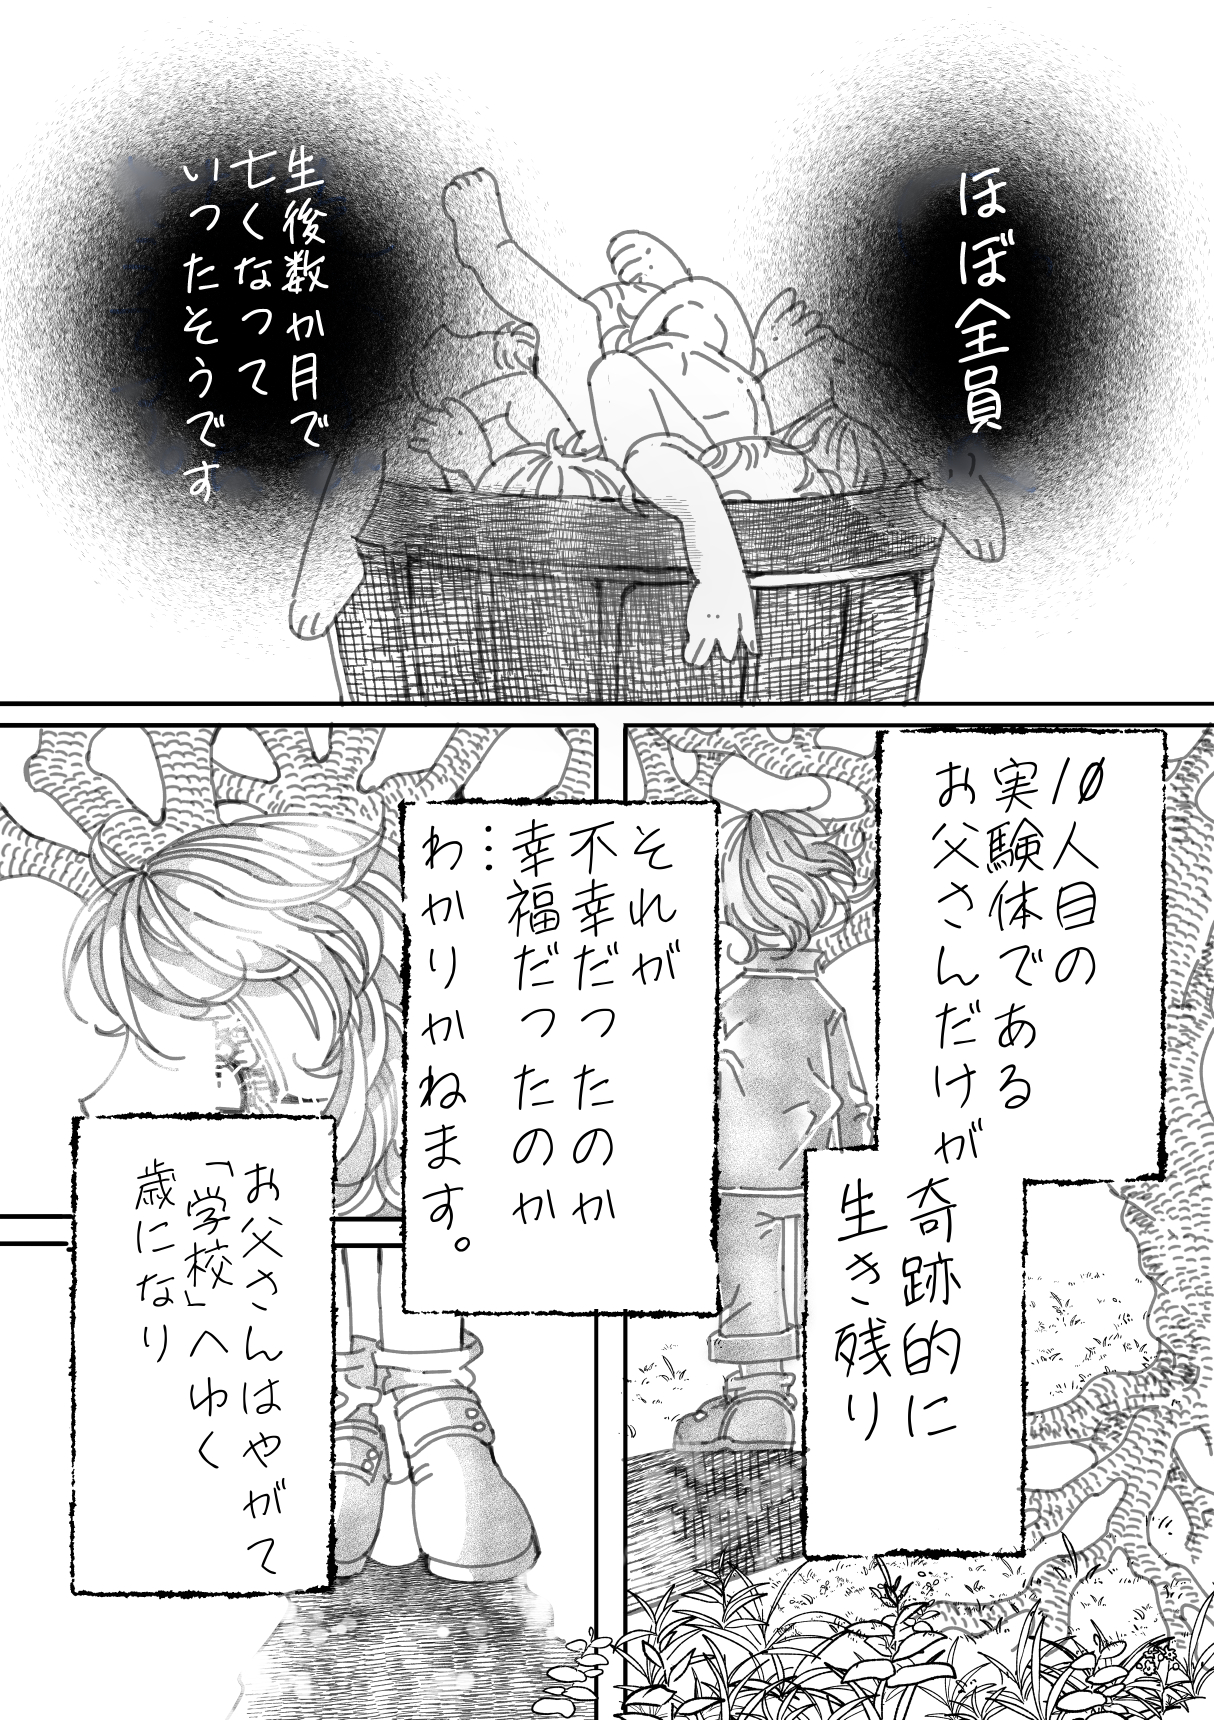 ほぼ全員
生後数か月で
亡くなって
いったそうです
10人目の
実験体である
お父さんだけが
奇跡的に
生き残り
それが
不幸だったのか
幸福だったのか
…
わかりかねます。
お父さんはやがて
「学校」へゆく
歳になり